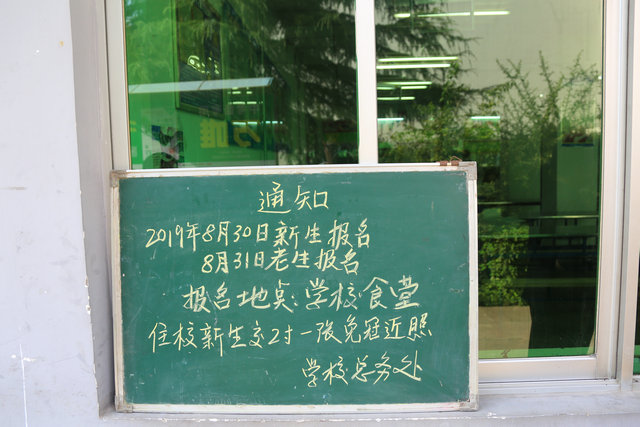 通知
2019年8月30日新生报名
8月31日老生报名
报名地点:学校食堂
住校新生交2寸一张免冠近照
学校总务处